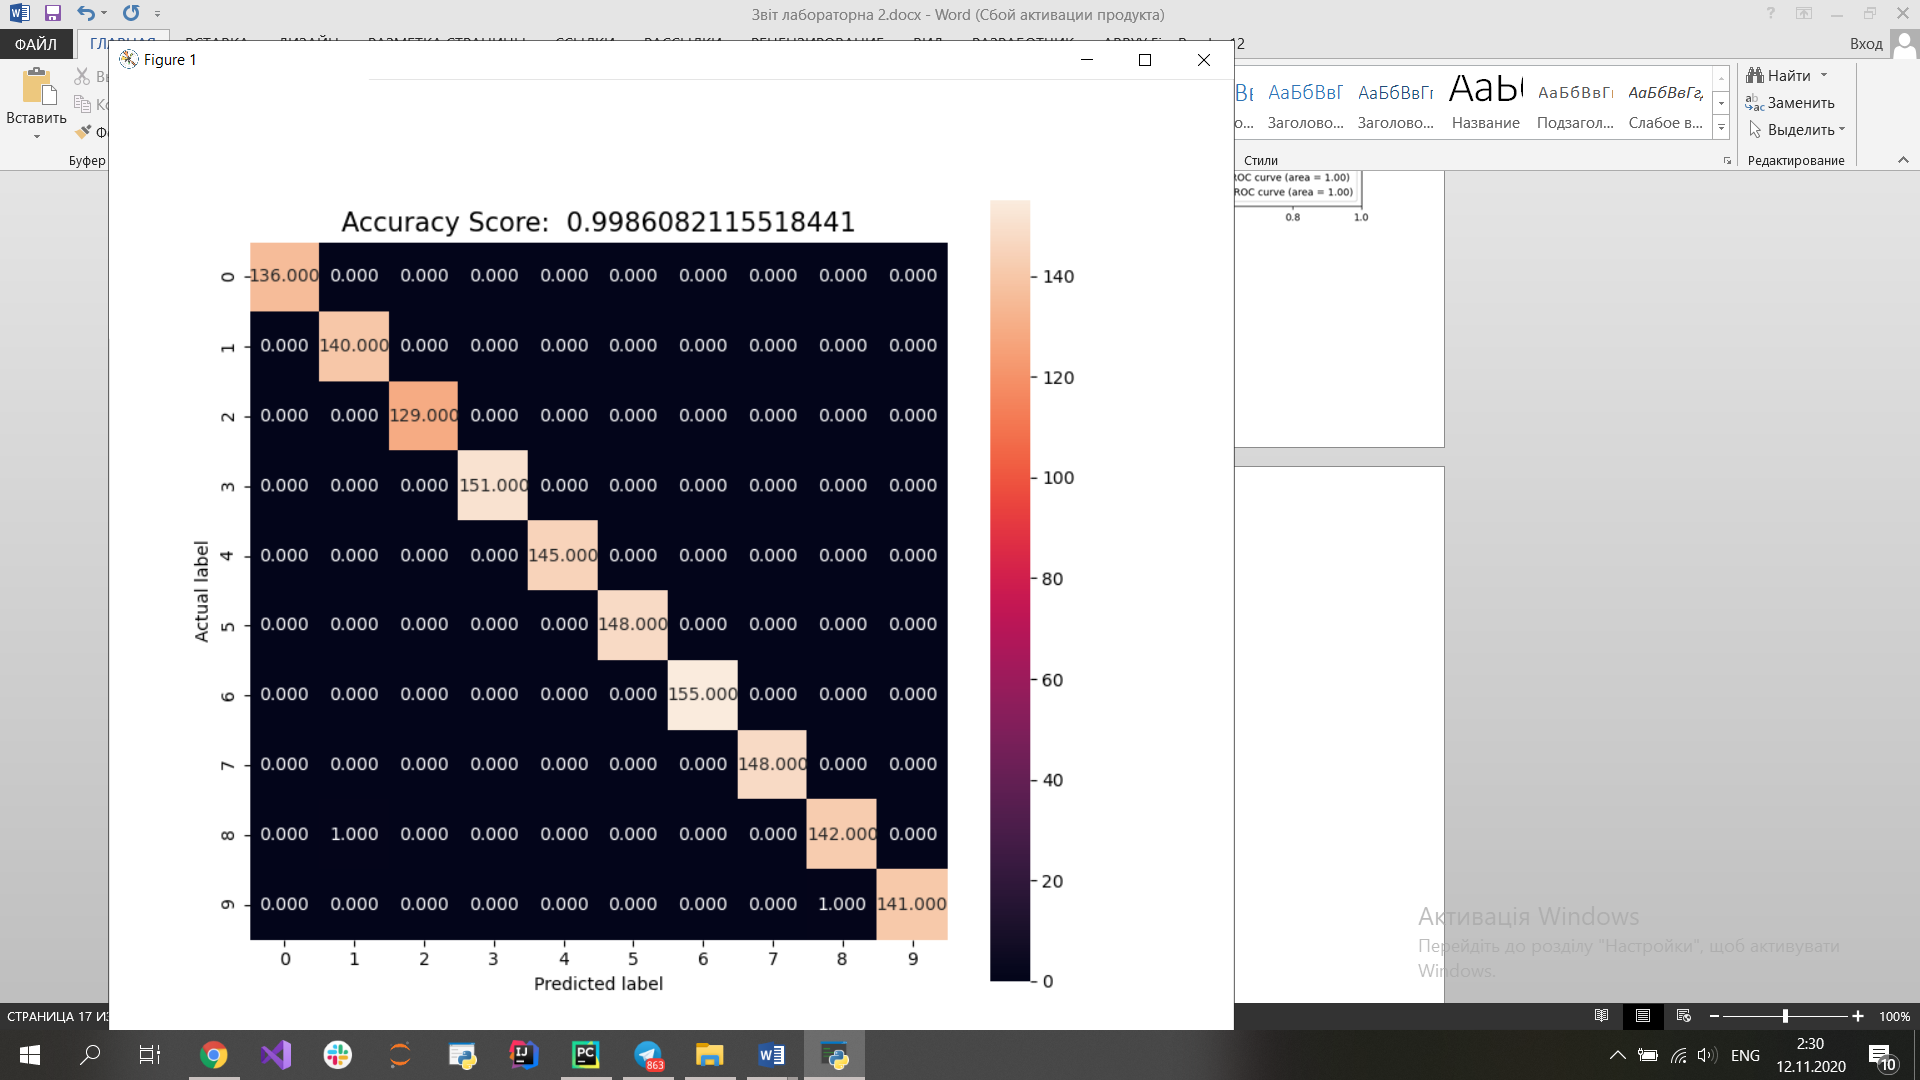 Звіт лабораторна 2.docx - Word (Сбой активации продукта)
ФАЙЛ
Вход
Figure 1
Вставить
Буфер
Заголово... Заголово... Название Подзагол... Слабое в...
Стили
Найти
Заменить
Выделить
Редактирование
ROC curve (area = 1.00)
ROC curve (area = 1.00)
0.8 1.0
Accuracy Score: 0.9986082115518441
0 136.000 0.000 0.000 0.000 0.000 0.000 0.000 0.000 0.000 0.000
1 0.000 140.000 0.000 0.000 0.000 0.000 0.000 0.000 0.000 0.000
2 0.000 0.000 129.000 0.000 0.000 0.000 0.000 0.000 0.000 0.000
3 0.000 0.000 0.000 151.000 0.000 0.000 0.000 0.000 0.000 0.000
4 0.000 0.000 0.000 0.000 145.000 0.000 0.000 0.000 0.000 0.000
5 0.000 0.000 0.000 0.000 0.000 148.000 0.000 0.000 0.000 0.000
6 0.000 0.000 0.000 0.000 0.000 0.000 155.000 0.000 0.000 0.000
7 0.000 0.000 0.000 0.000 0.000 0.000 0.000 148.000 0.000 0.000
8 0.000 1.000 0.000 0.000 0.000 0.000 0.000 0.000 142.000 0.000
9 0.000 0.000 0.000 0.000 0.000 0.000 0.000 0.000 1.000 141.000
0 1 2 3 4 5 6 7 8 9
Actual label
Predicted label
140
120
100
80
60
40
20
0
Активація Windows
Перейдіть до розділу "Настройки", щоб активувати
Windows.
СТРАНИЦА 17 ИЗ
100%
863
ENG
2:30
12.11.2020
10